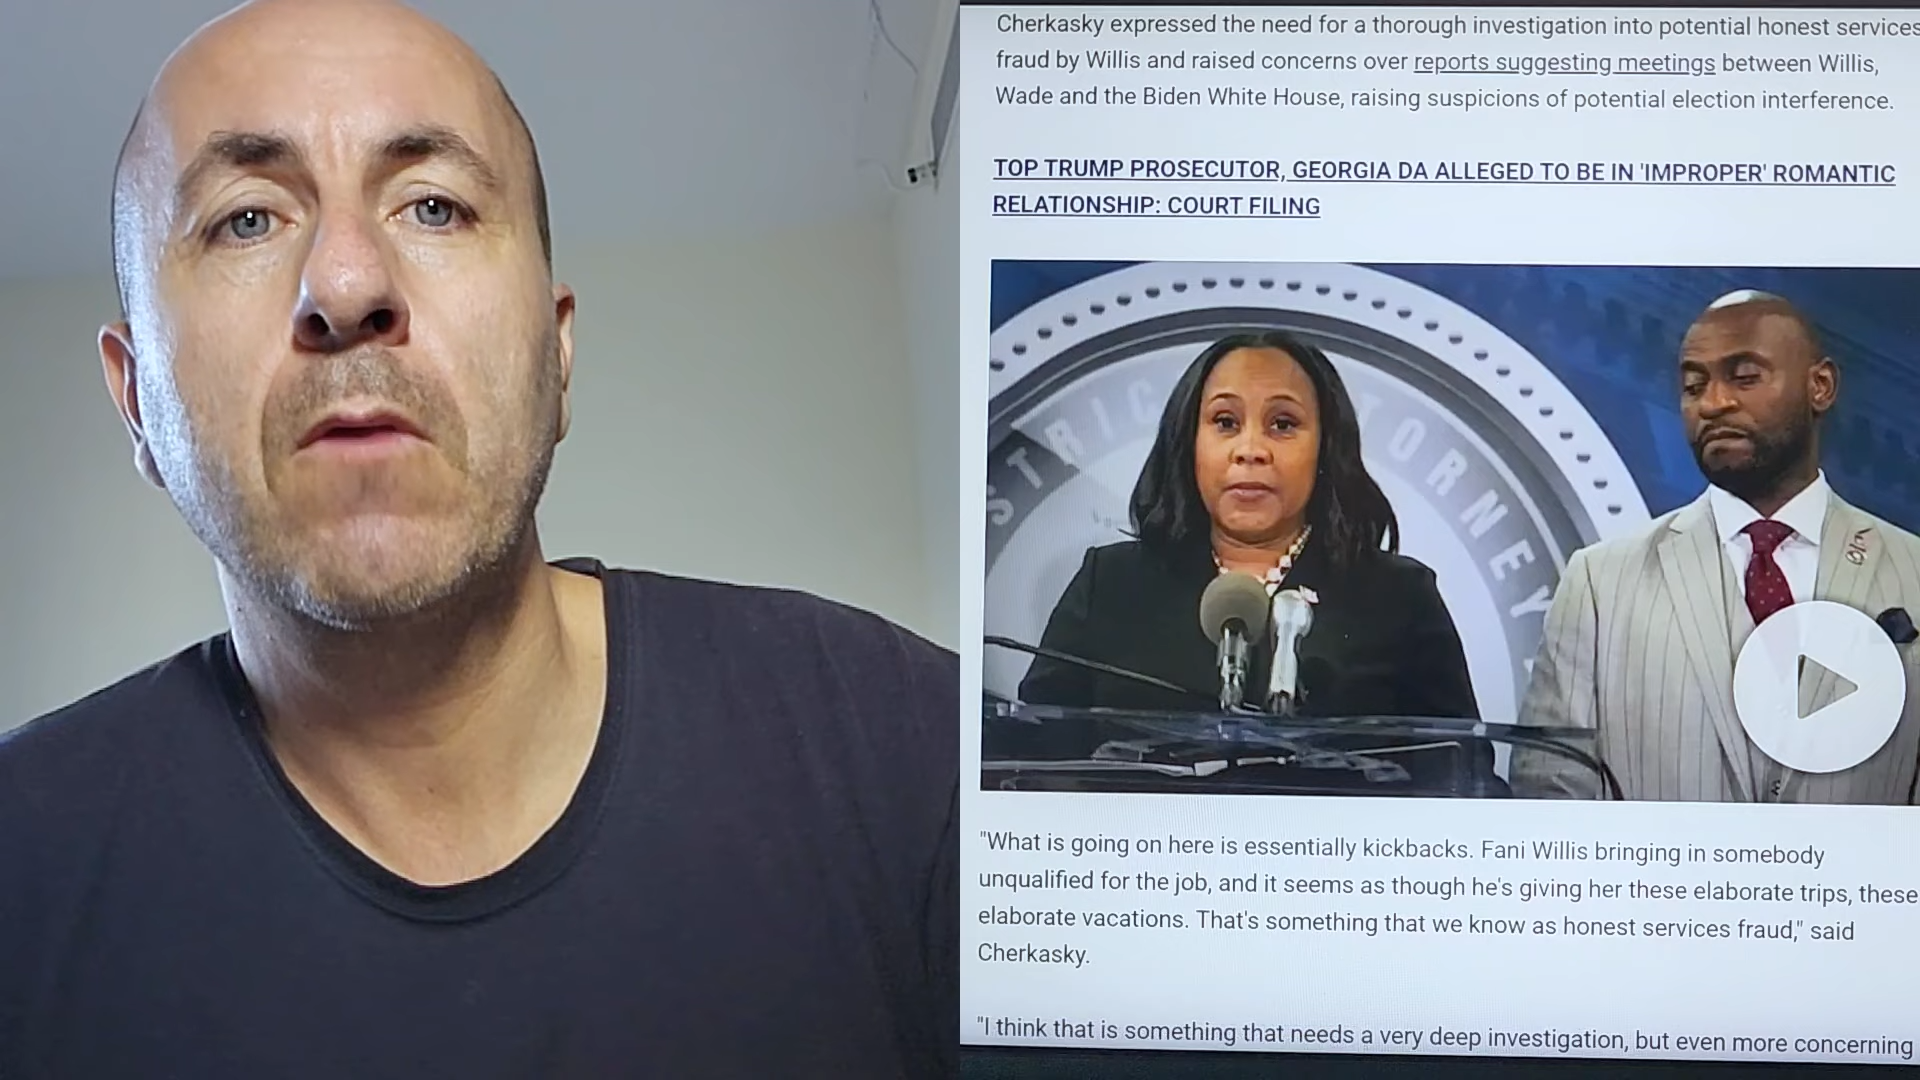 Cherkasky expressed the need for a thorough investigation into potential honest services
fraud by Willis and raised concerns over reports suggesting meetings between Willis,
Wade and the Biden White House, raising suspicions of potential election interference.
TOP TRUMP PROSECUTOR, GEORGIA DA ALLEGED TO BE IN 'IMPROPER' ROMANTIC
RELATIONSHIP: COURT FILING
STRIC
TORNEY
"What is going on here is essentially kickbacks. Fani Willis bringing in somebody
unqualified for the job, and it seems as though he's giving her these elaborate trips, these
elaborate vacations. That's something that we know as honest services fraud," said
Cherkasky.
"I think that is something that needs a very deep investigation, but even more concerning